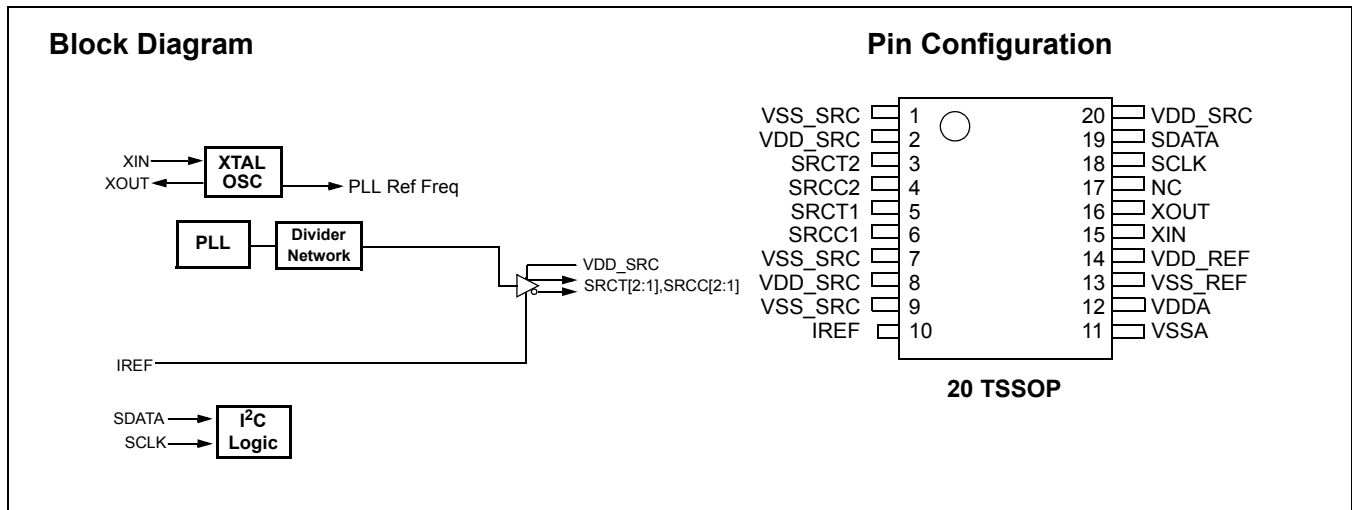 Block Diagram
XIN
XOUT
XTAL
OSC
PLL Ref Freq
PLL
Divider
Network
VDD_SRC
SRCT[2:1],SRCC[2:1]
IREF
SDATA
SCLK
I2C
Logic
Pin Configuration
VSS_SRC 1 20 VDD_SRC
VDD_SRC 2 19 SDATA
SRCT2 3 18 SCLK
SRCC2 4 17 NC
SRCT1 5 16 XOUT
SRCC1 6 15 XIN
VSS_SRC 7 14 VDD_REF
VDD_SRC 8 13 VSS_REF
VSS_SRC 9 12 VDDA
IREF 10 11 VSSA
20 TSSOP